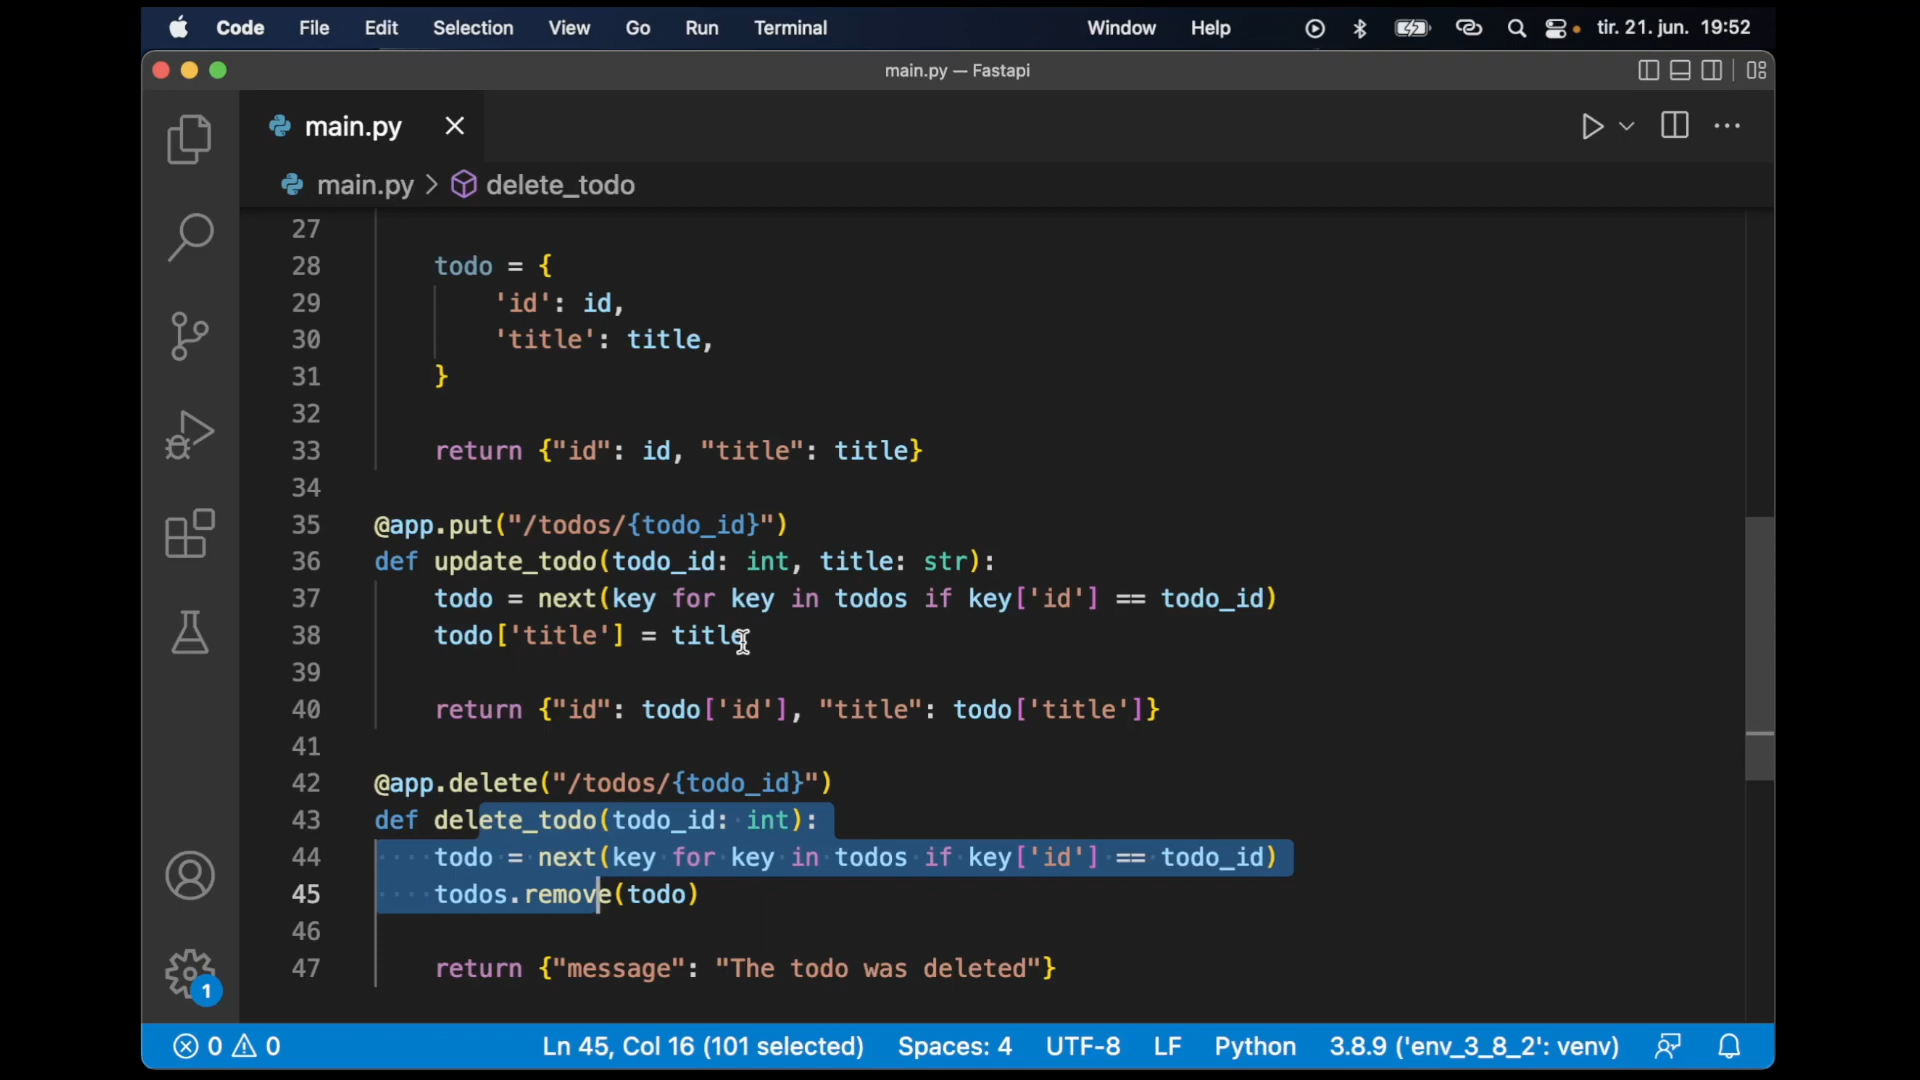 Code File Edit Selection View Go Run Terminal Window Help tir. 21. jun. 19:52
main.py — Fastapi
main.py
main.py > delete_todo
27
28 todo = {
29 'id': id,
30 'title': title,
31 }
32
33 return {"id": id, "title": title}
34
35 @app.put("/todos/{todo_id}")
36 def update_todo(todo_id: int, title: str):
37 todo = next(key for key in todos if key['id'] == todo_id)
38 todo['title'] = title
39
40 return {"id": todo['id'], "title": todo['title']}
41
42 @app.delete("/todos/{todo_id}")
43 def delete_todo(todo_id: int):
44 todo = next(key for key in todos if key['id'] == todo_id)
45 todos.remove(todo)
46
47 return {"message": "The todo was deleted"}
1
0 0 Ln 45, Col 16 (101 selected) Spaces: 4 UTF-8 LF Python 3.8.9 ('env_3_8_2': venv)